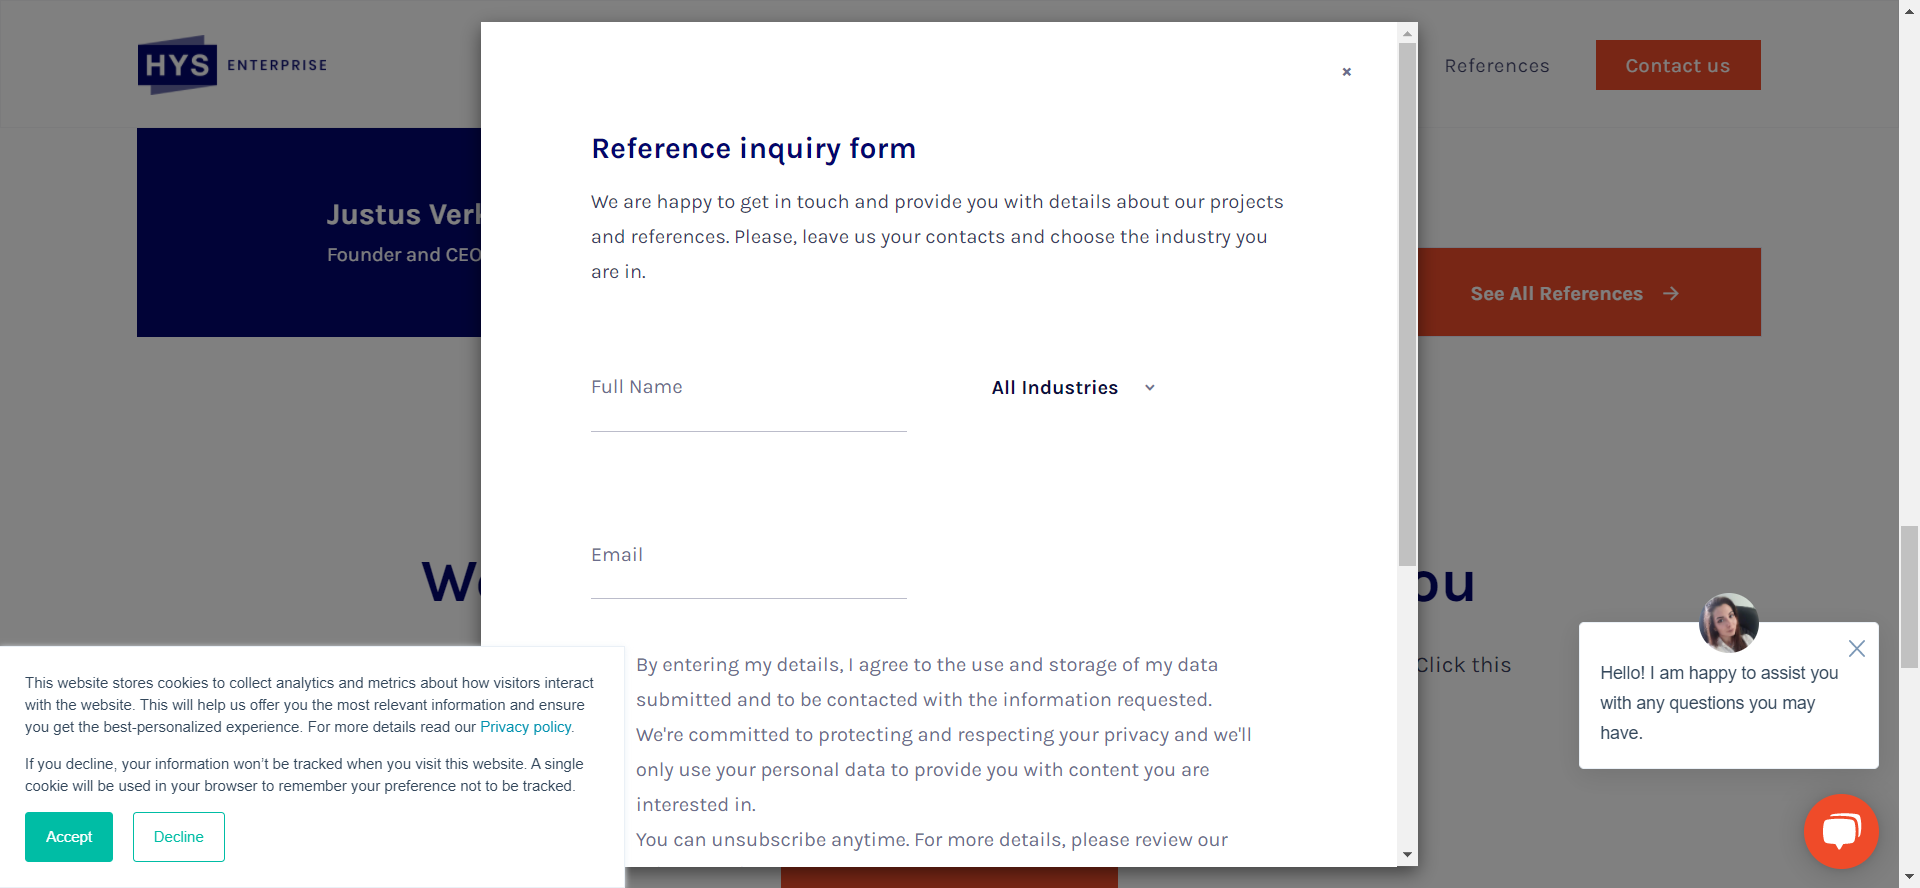 HYS ENTERPRISE
References
Contact us
×
Reference inquiry form
We are happy to get in touch and provide you with details about our projects
and references. Please, leave us your contacts and choose the industry you
are in.
Justus
Founder and CEO
See All References
Full Name
All Industries
Email
Click this
By entering my details, I agree to the use and storage of my data
submitted and to be contacted with the information requested.
We're committed to protecting and respecting your privacy and we'll
only use your personal data to provide you with content you are
interested in.
You can unsubscribe anytime. For more details, please review our
This website stores cookies to collect analytics and metrics about how visitors interact
with the website. This will help us offer you the most relevant information and ensure
you get the best-personalized experience. For more details read our Privacy policy.
If you decline, your information won’t be tracked when you visit this website. A single
cookie will be used in your browser to remember your preference not to be tracked.
Accept
Decline
Hello! I am happy to assist you
with any questions you may
have.